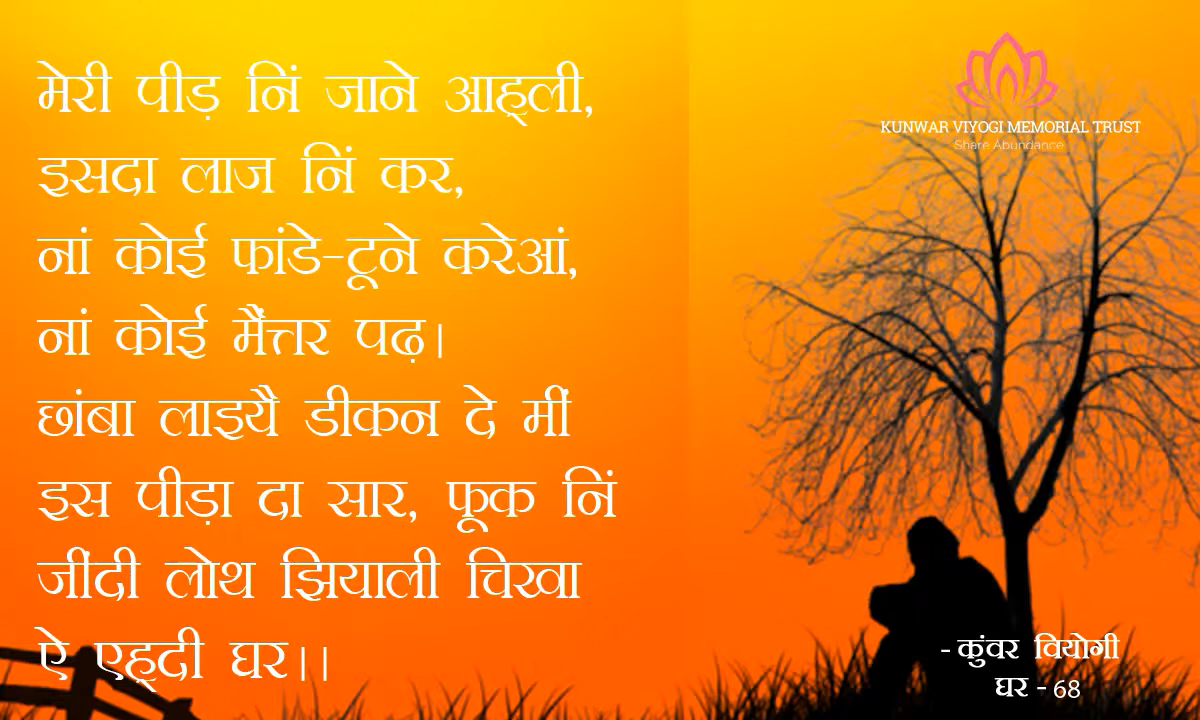 मेरी पीड़ निं जाने आह्ली,
इसदा लाज निं कर,
नां कोई फांडे-टूने करेआं,
नां कोई मैंत्तर पढ़।
छांबा लाइयै डीकन दे मीं
इस पीड़ा दा सार, फूक निं
जींदी लोथ झियाली चिखा
ऐ एह्दी घर।।
KUNWAR VIYOGI MEMORIAL TRUST
Share Abundance
- कुंवर वियोगी
घर - 68